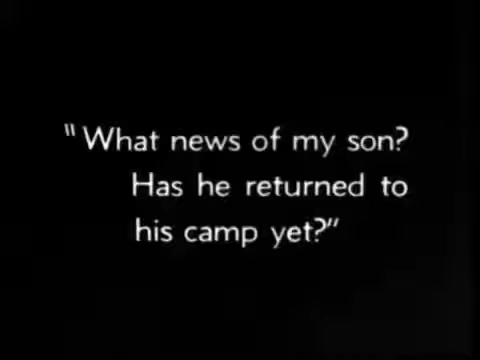 "What news of my son?
Has he returned to
his camp yet?"